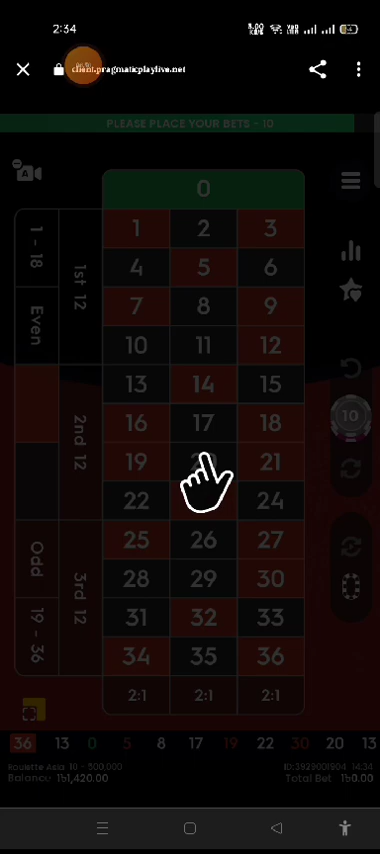 2:34
client.pragmaticplaylive.net
PLEASE PLACE YOUR BETS - 10
A
0
1 2 3
4 5 6
7 8 9
10 11 12
13 14 15
16 17 18
19 20 21
22 24
25 26 27
28 29 30
31 32 33
34 35 36
1 - 18
Even
Odd
19 - 36
1st 12
2nd 12
3rd 12
2:1 2:1 2:1
10
36 13 0 5 8 17 19 22 30 20 13
Roulette Asia 10 - 500,000
14:34
Balance:
Total Bet